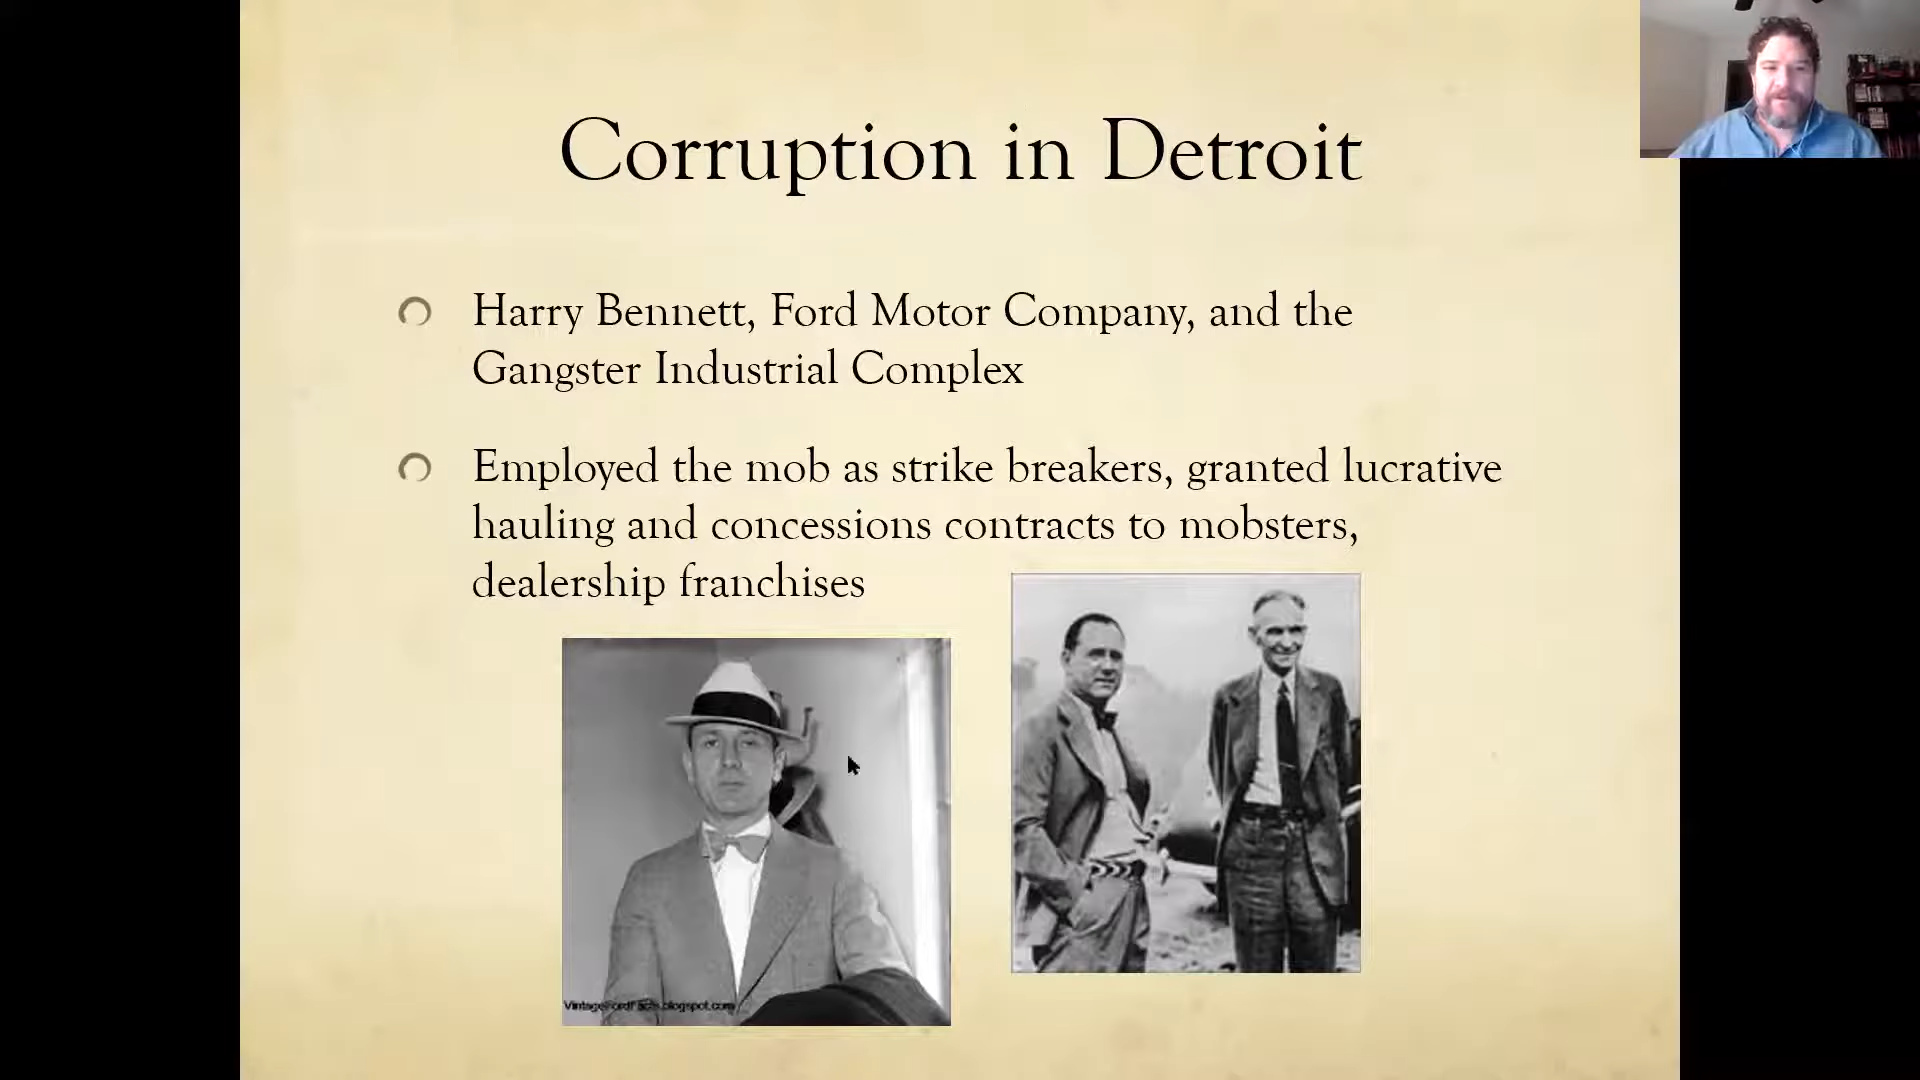 Corruption in Detroit
Harry Bennett, Ford Motor Company, and the
Gangster Industrial Complex
Employed the mob as strike breakers, granted lucrative
hauling and concessions contracts to mobsters,
dealership franchises
VintageFordFacts.blogspot.com